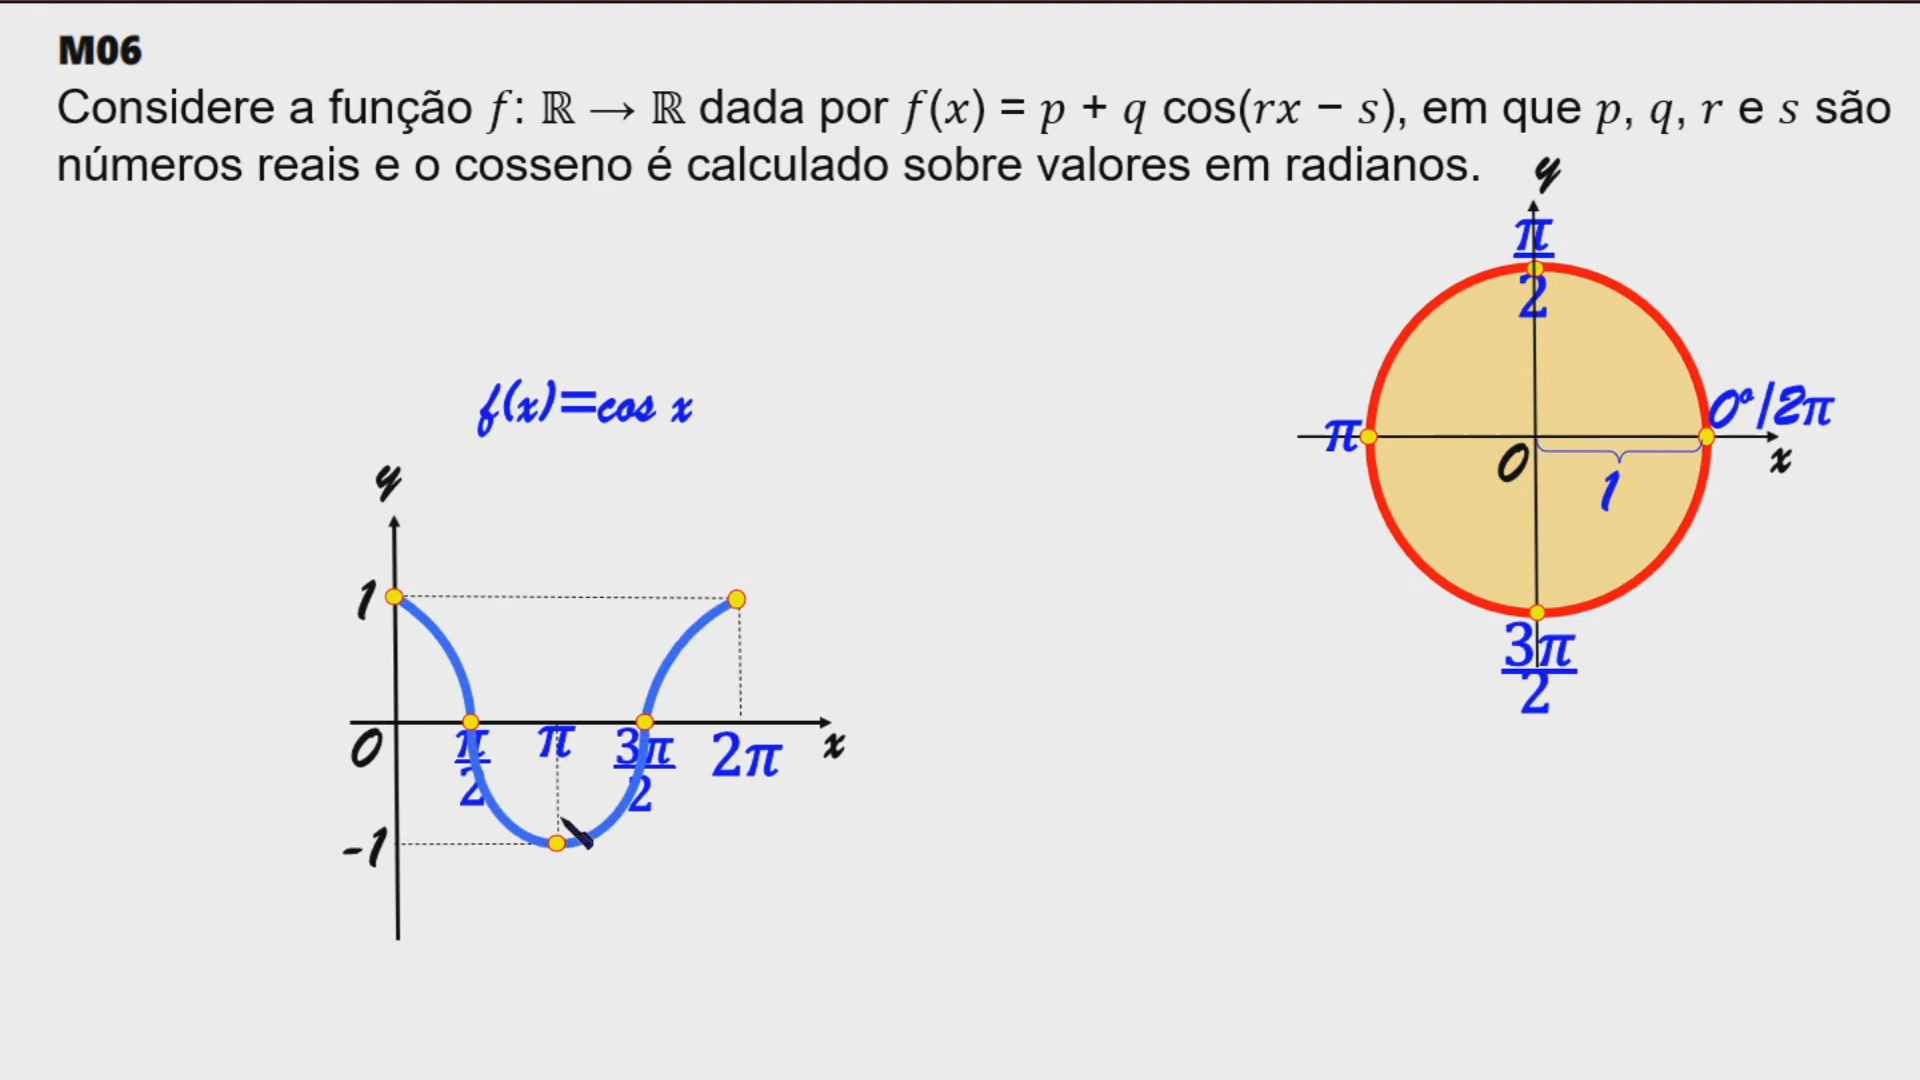 M06
Considere a função f: ℝ → ℝ dada por f(x) = p + q cos(rx − s), em que p, q, r e s são
números reais e o cosseno é calculado sobre valores em radianos.
y
π/2
π
0º/2π
0
x
1
3π/2
f(x)=cos x
y
1
0
π/2
π
3π/2
2π
x
-1